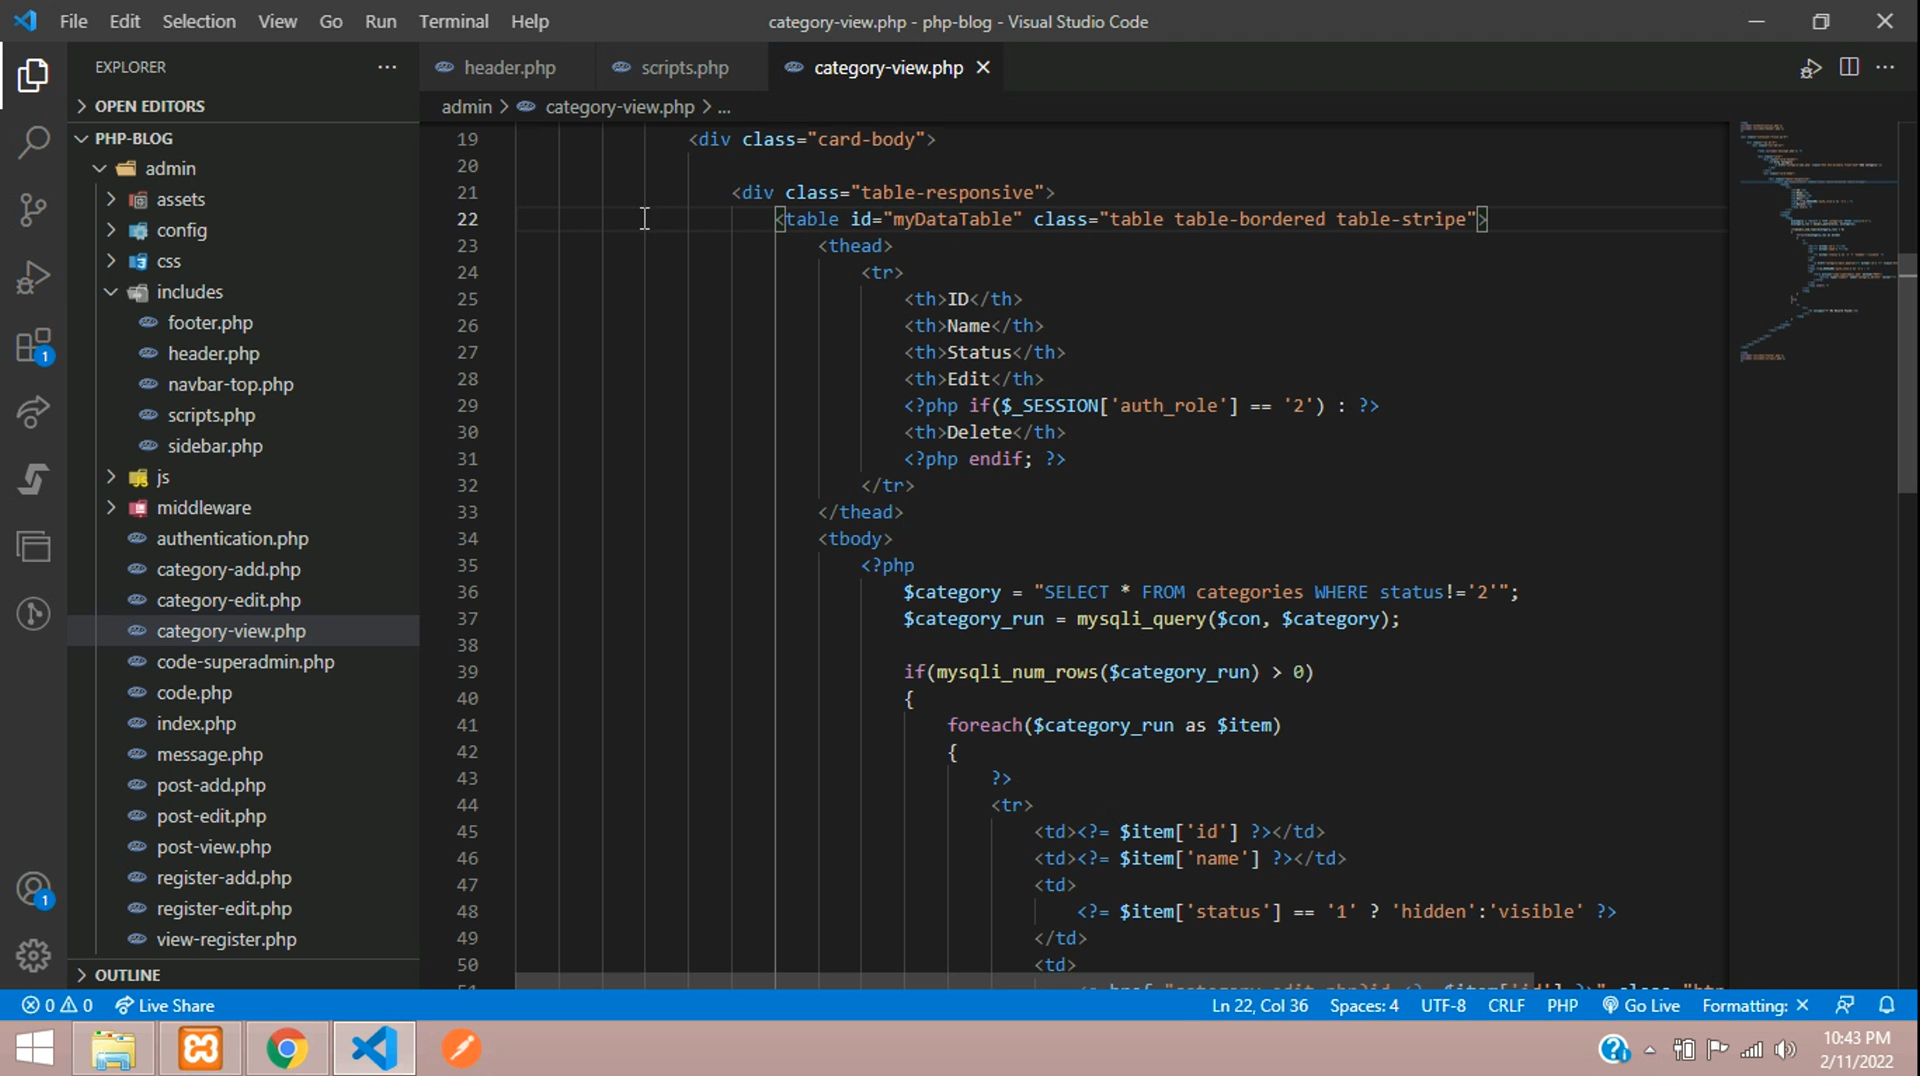 File Edit Selection View Go Run Terminal Help
category-view.php - php-blog - Visual Studio Code
EXPLORER
header.php
scripts.php
category-view.php
OPEN EDITORS
admin > category-view.php > ...
PHP-BLOG
admin
assets
config
css
includes
footer.php
header.php
navbar-top.php
scripts.php
sidebar.php
js
middleware
authentication.php
category-add.php
category-edit.php
category-view.php
code-superadmin.php
code.php
index.php
message.php
post-add.php
post-edit.php
post-view.php
register-add.php
register-edit.php
view-register.php
OUTLINE
19 <div class="card-body">
20
21 <div class="table-responsive">
22 <table id="myDataTable" class="table table-bordered table-stripe">
23 <thead>
24 <tr>
25 <th>ID</th>
26 <th>Name</th>
27 <th>Status</th>
28 <th>Edit</th>
29 <?php if($_SESSION['auth_role'] == '2') : ?>
30 <th>Delete</th>
31 <?php endif; ?>
32 </tr>
33 </thead>
34 <tbody>
35 <?php
36 $category = "SELECT * FROM categories WHERE status!='2'";
37 $category_run = mysqli_query($con, $category);
38
39 if(mysqli_num_rows($category_run) > 0)
40 {
41 foreach($category_run as $item)
42 {
43 ?>
44 <tr>
45 <td><?= $item['id'] ?></td>
46 <td><?= $item['name'] ?></td>
47 <td>
48 <?= $item['status'] == '1' ? 'hidden':'visible' ?>
49 </td>
50 <td>
1
1
0 0 Live Share
Ln 22, Col 36 Spaces: 4 UTF-8 CRLF PHP Go Live Formatting: ×
10:43 PM
2/11/2022